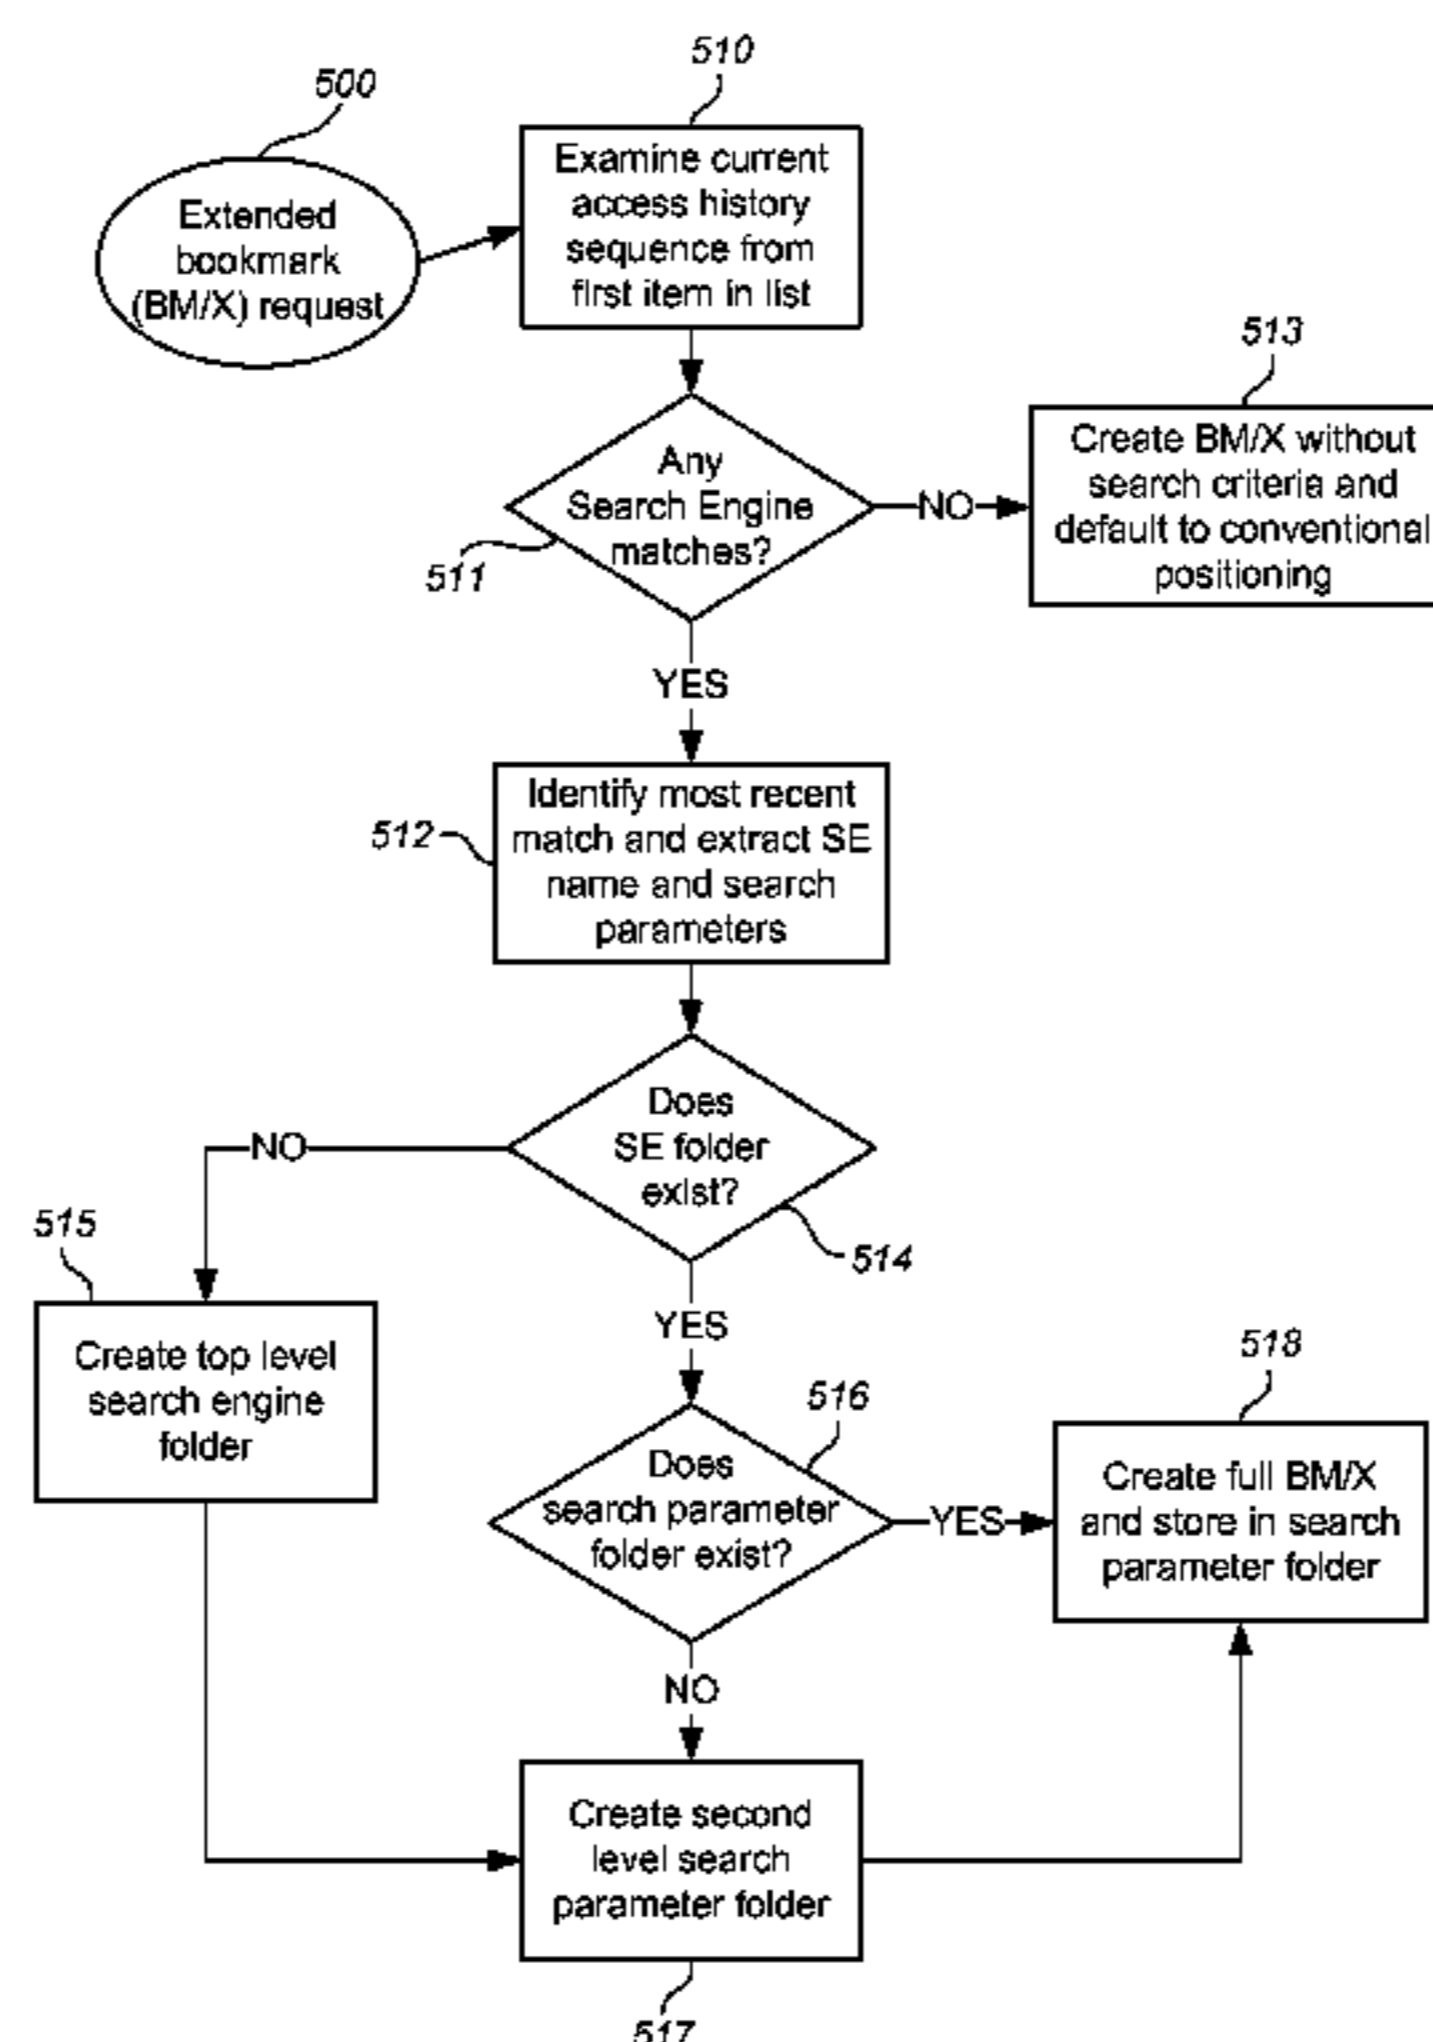 500
Extended
bookmark
(BM/X) request
510
Examine current
access history
sequence from
first item in list
Any
Search Engine
matches?
511
NO
513
Create BM/X without
search criteria and
default to conventional
positioning
YES
512
Identify most recent
match and extract SE
name and search
parameters
Does
SE folder
exist?
514
NO
515
Create top level
search engine
folder
YES
516
Does
search parameter
folder exist?
YES
518
Create full BM/X
and store in search
parameter folder
NO
Create second
level search
parameter folder
517